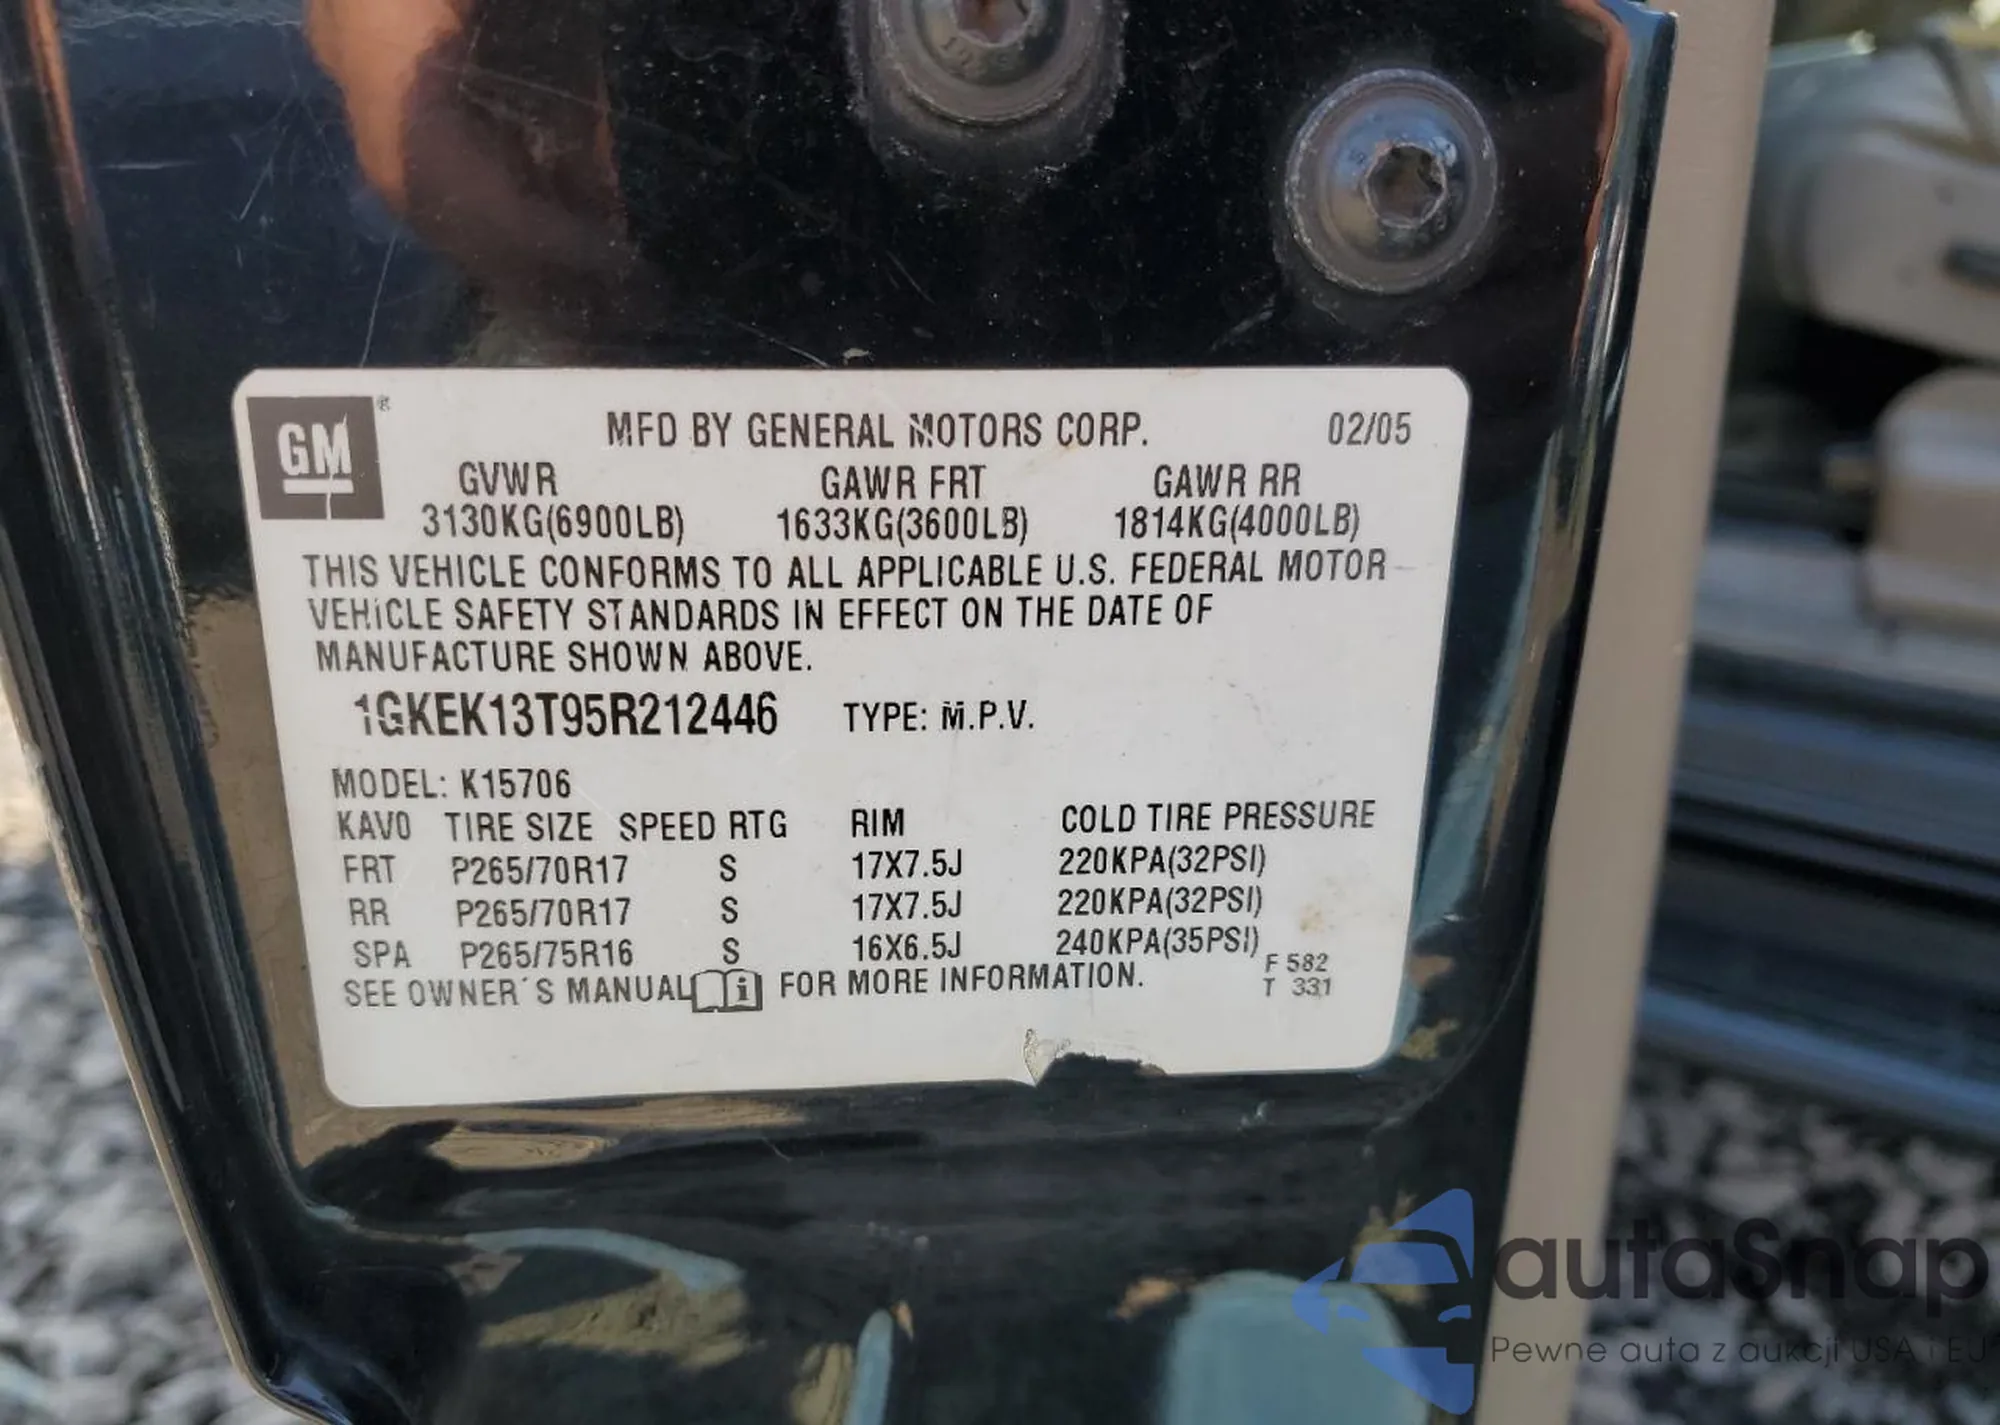 GM®
MFD BY GENERAL MOTORS CORP. 02/05
GVWR GAWR FRT GAWR RR
3130KG(6900LB) 1633KG(3600LB) 1814KG(4000LB)
THIS VEHICLE CONFORMS TO ALL APPLICABLE U.S. FEDERAL MOTOR
VEHICLE SAFETY STANDARDS IN EFFECT ON THE DATE OF
MANUFACTURE SHOWN ABOVE.
1GKEK13T95R212446 TYPE: M.P.V.
MODEL: K15706
KAVO TIRE SIZE SPEED RTG RIM COLD TIRE PRESSURE
FRT P265/70R17 S 17X7.5J 220KPA(32PSI)
RR P265/70R17 S 17X7.5J 220KPA(32PSI)
SPA P265/75R16 S 16X6.5J 240KPA(35PSI)
SEE OWNER'S MANUAL i FOR MORE INFORMATION.
F 582
T 331
autaSnap
Pewne auta z aukcji USA i EU